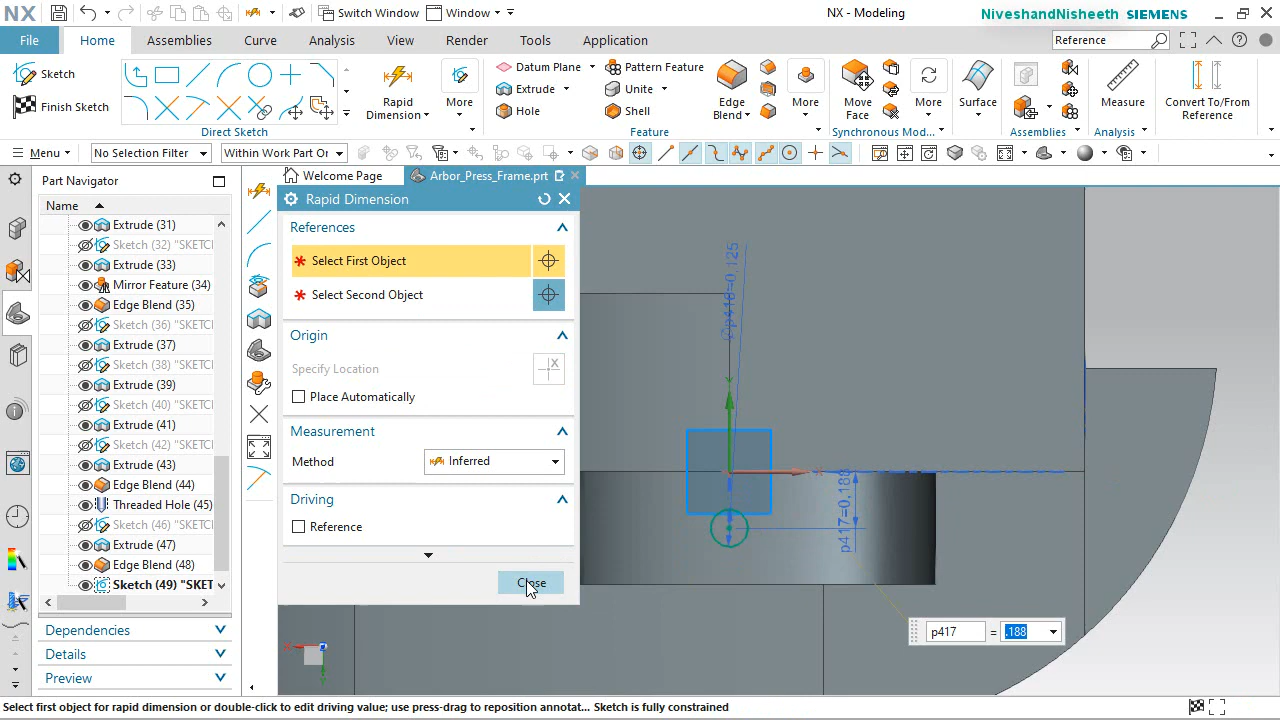 NX
Switch Window
Window
NX - Modeling
NiveshandNisheeth SIEMENS
File
Home
Assemblies
Curve
Analysis
View
Render
Tools
Application
Reference
Sketch
Finish Sketch
Direct Sketch
Rapid
Dimension
More
Datum Plane
Extrude
Hole
Pattern Feature
Unite
Shell
Edge
Blend
More
Feature
Move
Face
More
Synchronous Mod...
Surface
Assemblies
Measure
Analysis
Convert To/From
Reference
Menu
No Selection Filter
Within Work Part Or
Part Navigator
Name
Extrude (31)
Sketch (32) "SKETC
Extrude (33)
Mirror Feature (34)
Edge Blend (35)
Sketch (36) "SKETC
Extrude (37)
Sketch (38) "SKETC
Extrude (39)
Sketch (40) "SKETC
Extrude (41)
Sketch (42) "SKETC
Extrude (43)
Edge Blend (44)
Threaded Hole (45)
Sketch (46) "SKETC
Extrude (47)
Edge Blend (48)
Sketch (49) "SKET
Dependencies
Details
Preview
Welcome Page
Arbor_Press_Frame.prt
Rapid Dimension
References
* Select First Object
* Select Second Object
Origin
Specify Location
X
Place Automatically
Measurement
Method
Inferred
Driving
Reference
Close
∅p416=0.125
p417=0.188
p417 = .188
Select first object for rapid dimension or double-click to edit driving value; use press-drag to reposition annotat... Sketch is fully constrained